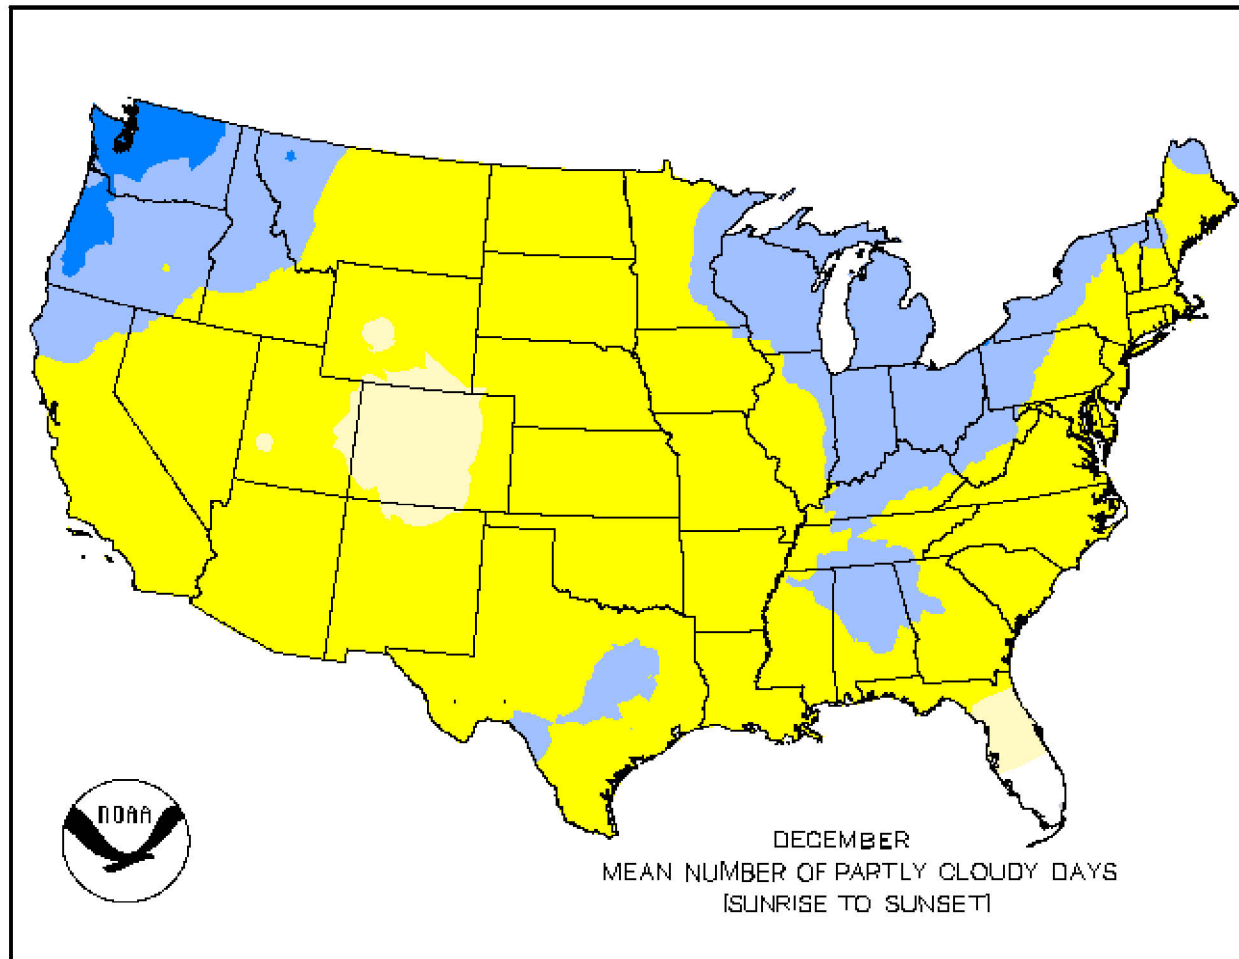 NOAA
DECEMBER
MEAN NUMBER OF PARTLY CLOUDY DAYS
[SUNRISE TO SUNSET]